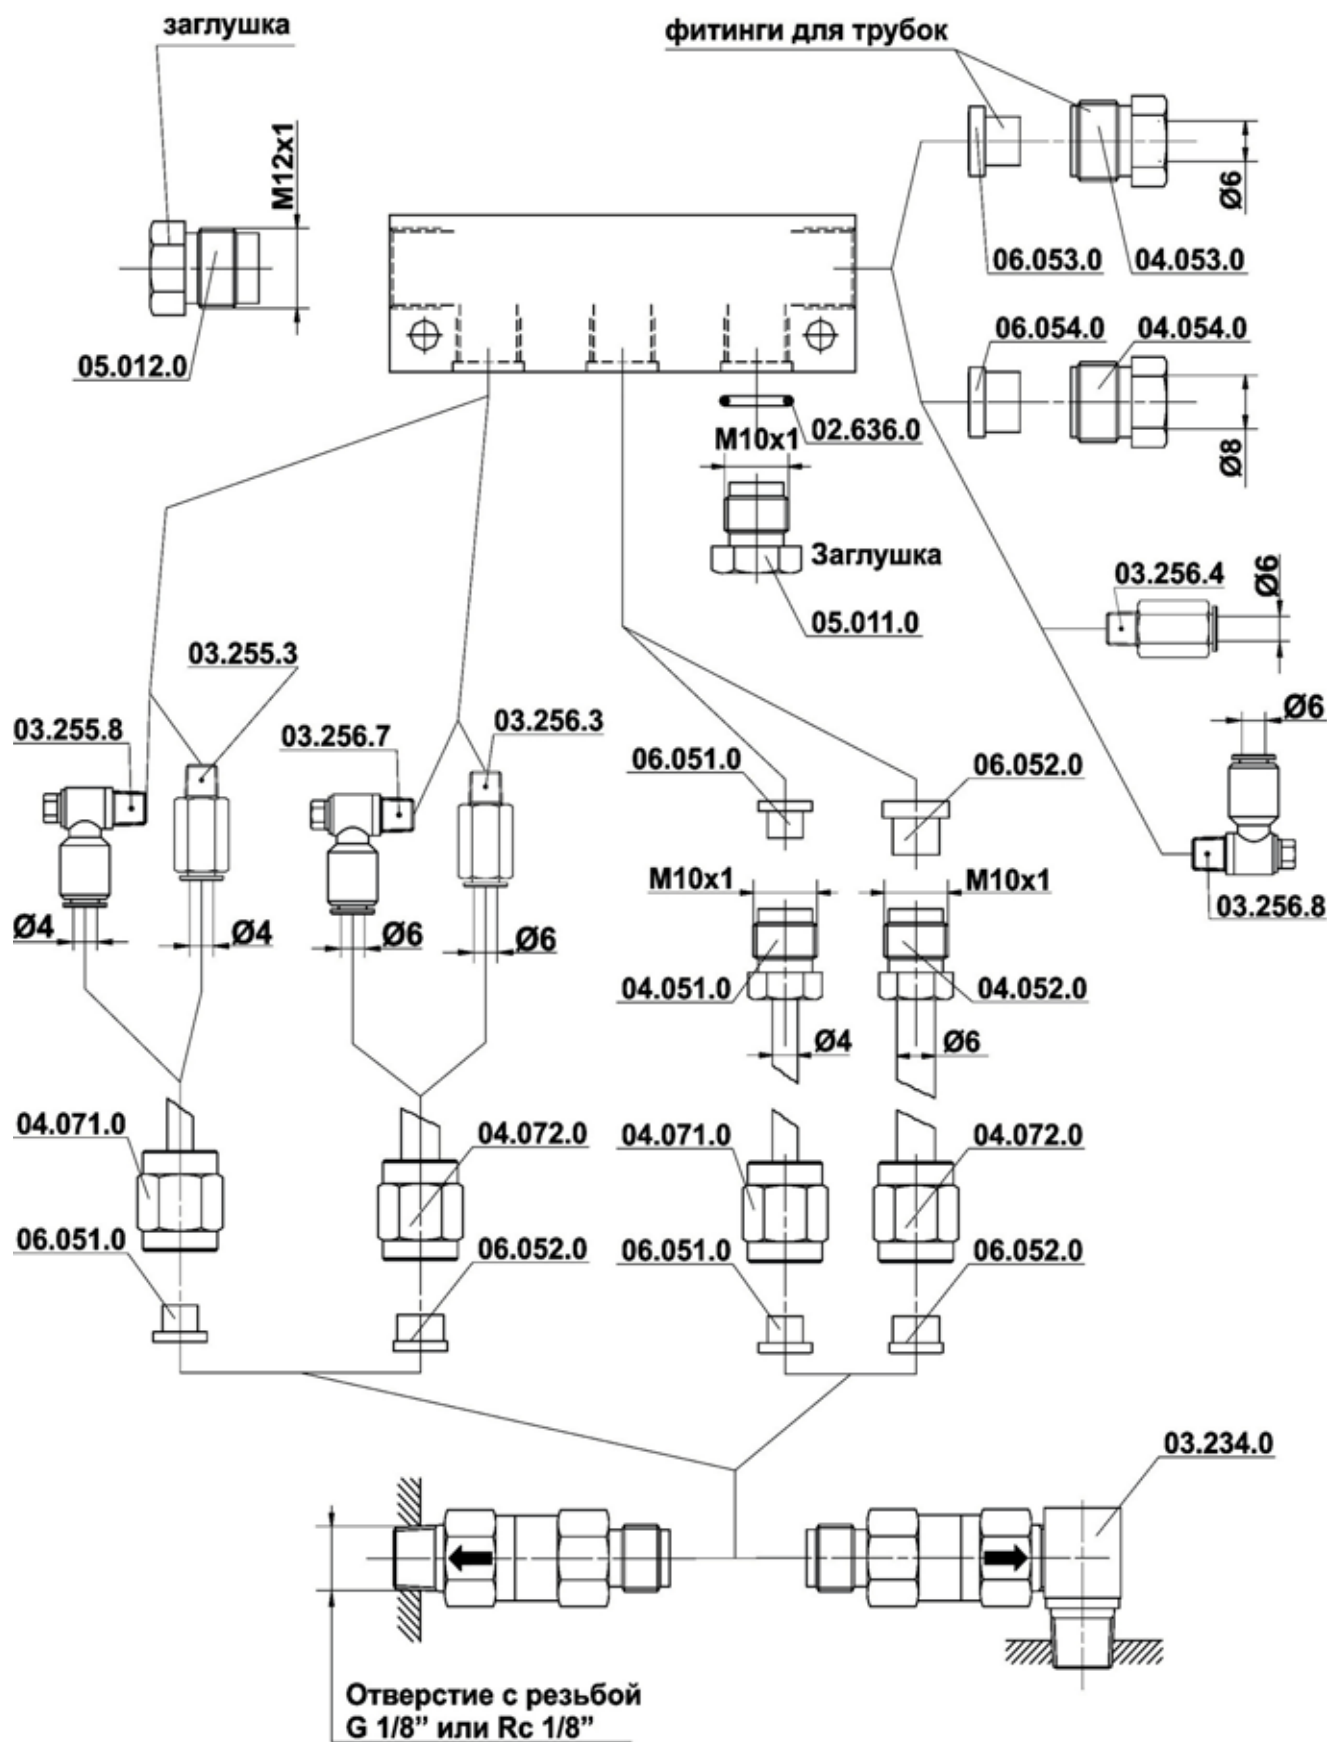 заглушка
фитинги для трубок
M12x1
Ø6
06.053.0
04.053.0
06.054.0
04.054.0
05.012.0
02.636.0
M10x1
Ø8
Заглушка
03.256.4
Ø6
05.011.0
03.255.3
03.255.8
03.256.7
03.256.3
Ø6
06.051.0
06.052.0
M10x1
M10x1
03.256.8
Ø4
Ø4
Ø6
Ø6
04.051.0
04.052.0
Ø4
Ø6
04.071.0
04.072.0
04.071.0
04.072.0
06.051.0
06.052.0
06.051.0
06.052.0
03.234.0
Отверстие с резьбой
G 1/8” или Rc 1/8”